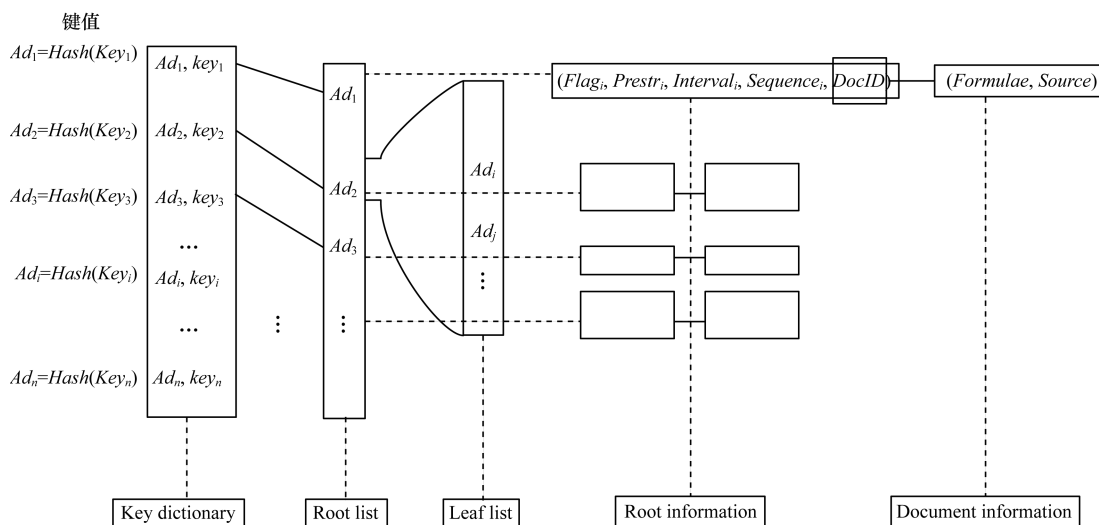 键值
Ad₁=Hash(Key₁)
Ad₂=Hash(Key₂)
Ad₃=Hash(Key₃)
Adᵢ=Hash(Keyᵢ)
Adₙ=Hash(Keyₙ)
Ad₁, key₁
Ad₂, key₂
Ad₃, key₃
...
Adᵢ, keyᵢ
...
Adₙ, keyₙ
⋮
Ad₁
Ad₂
Ad₃
⋮
Adᵢ
Adⱼ
⋮
(Flagᵢ, Prestrᵢ, Intervalᵢ, Sequenceᵢ, DocID)
(Formulae, Source)
Key dictionary
Root list
Leaf list
Root information
Document information